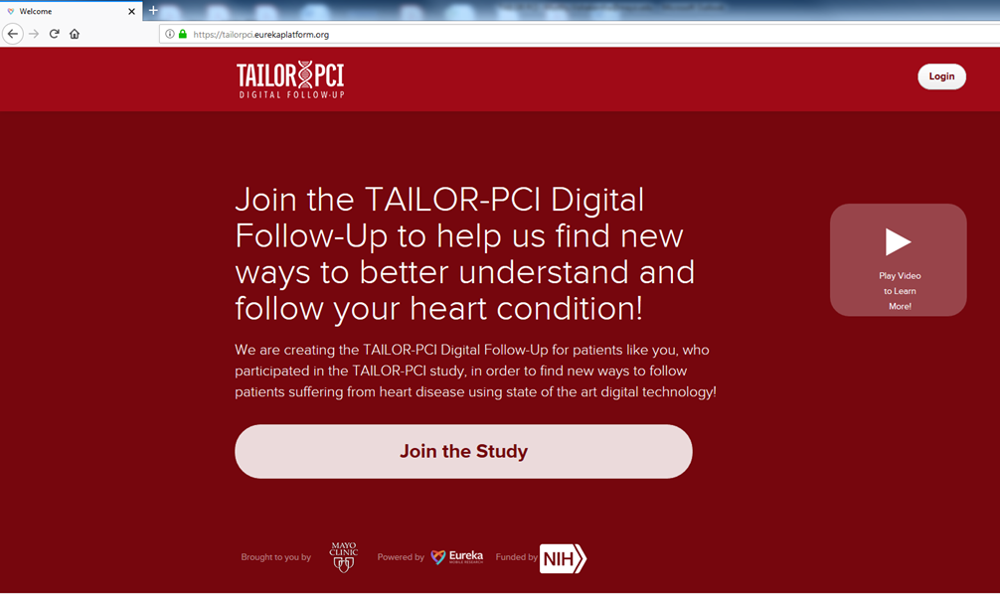 Welcome
https://tailorpci.eurekaplatform.org
TAILOR PCI
DIGITAL FOLLOW-UP
Login
Join the TAILOR-PCI Digital
Follow-Up to help us find new
ways to better understand and
follow your heart condition!
Play Video
to Learn
More!
We are creating the TAILOR-PCI Digital Follow-Up for patients like you, who
participated in the TAILOR-PCI study, in order to find new ways to follow
patients suffering from heart disease using state of the art digital technology!
Join the Study
Brought to you by
MAYO
CLINIC
Powered by
Eureka
MOBILE RESEARCH
Funded by
NIH